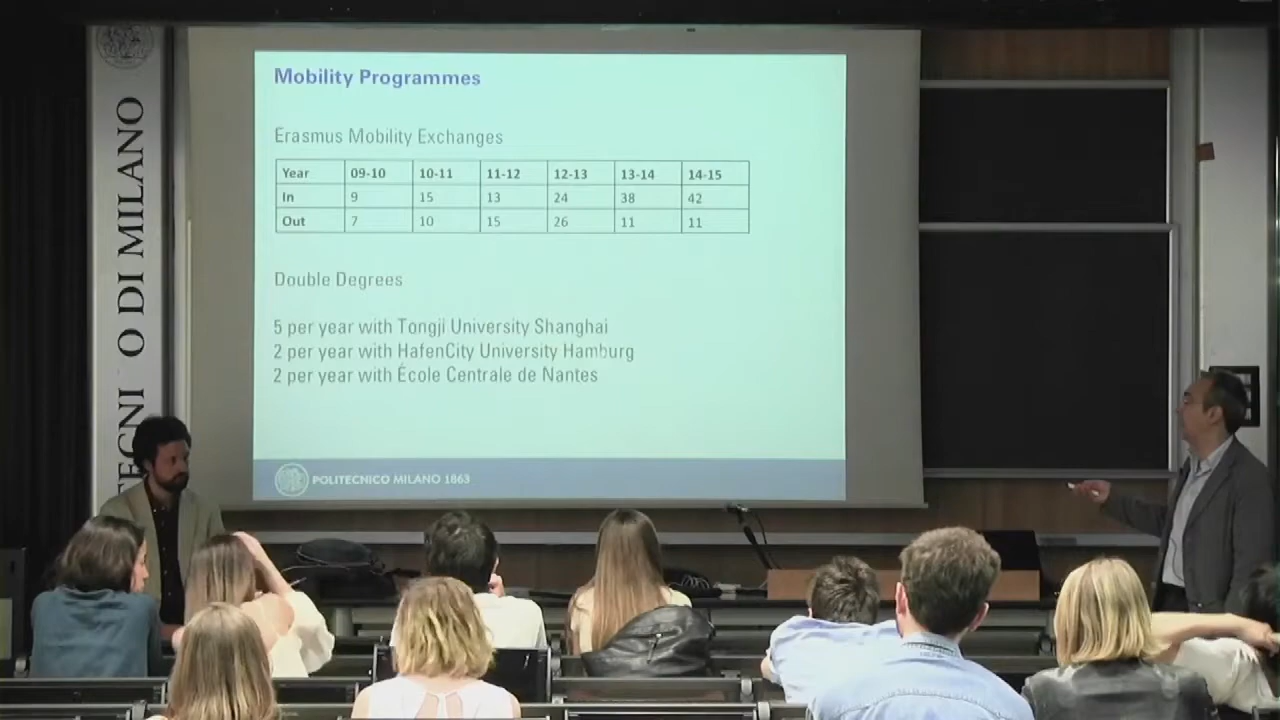 TECNI O DI MILANO
Mobility Programmes
Erasmus Mobility Exchanges
Year 09-10 10-11 11-12 12-13 13-14 14-15
In 9 15 13 24 38 42
Out 7 10 15 26 11 11
Double Degrees
5 per year with Tongji University Shanghai
2 per year with HafenCity University Hamburg
2 per year with École Centrale de Nantes
POLITECNICO MILANO 1863